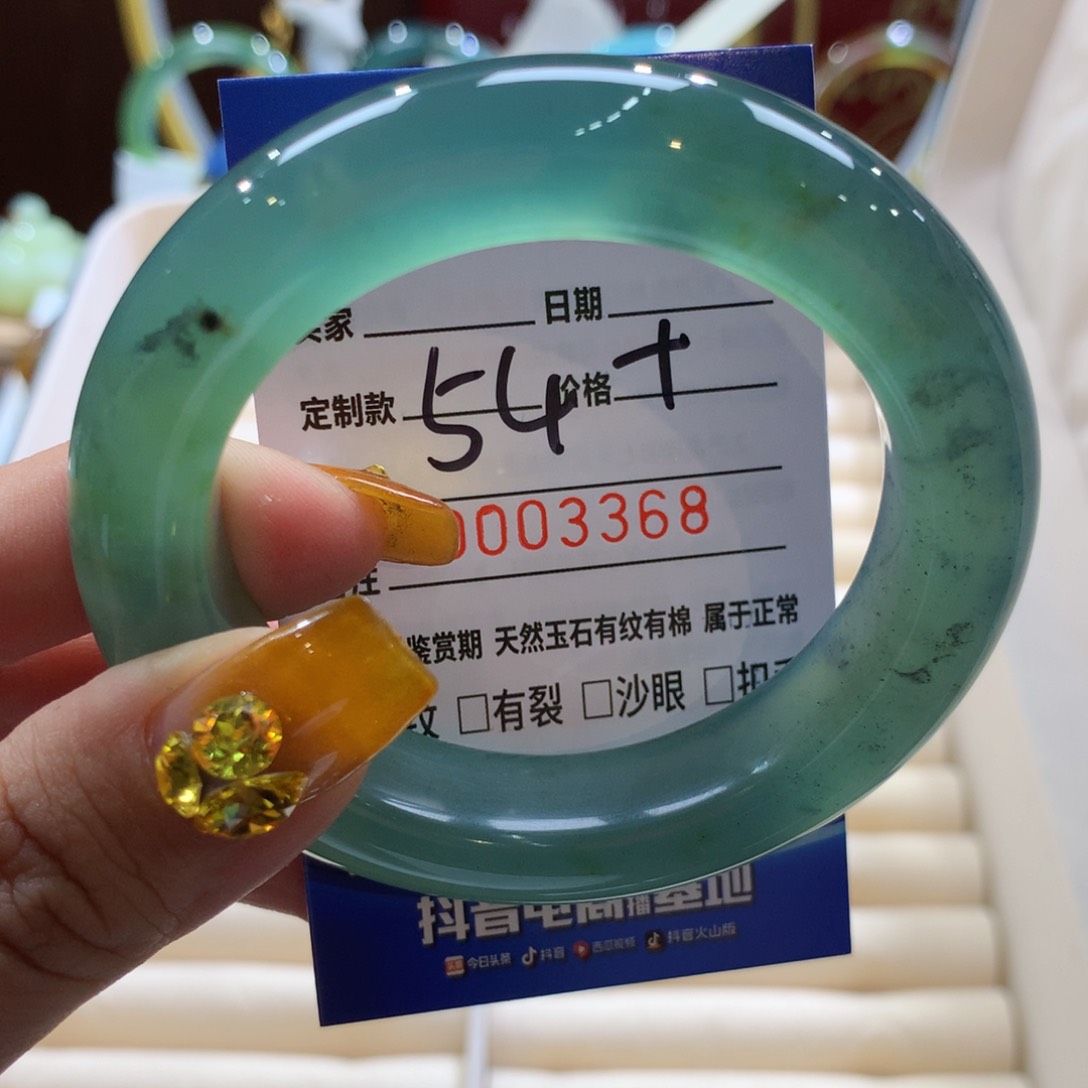 家 日期
定制款 54+ 价格
0003368
注
鉴赏期 天然玉石有纹有棉 属于正常
纹 □有裂 □沙眼
抖音电商直播基地
今日头条 抖音 西瓜视频 抖音火山版